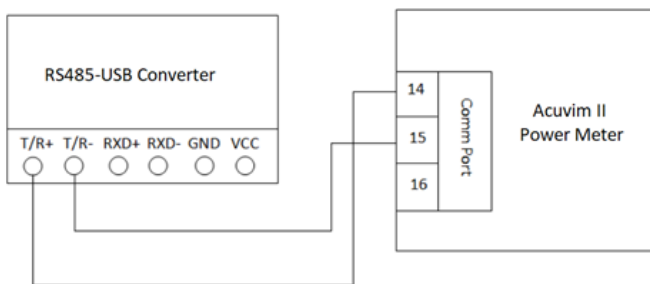 RS485-USB Converter
T/R+ T/R- RXD+ RXD- GND VCC
14
15
16
Comm Port
Acuvim II
Power Meter